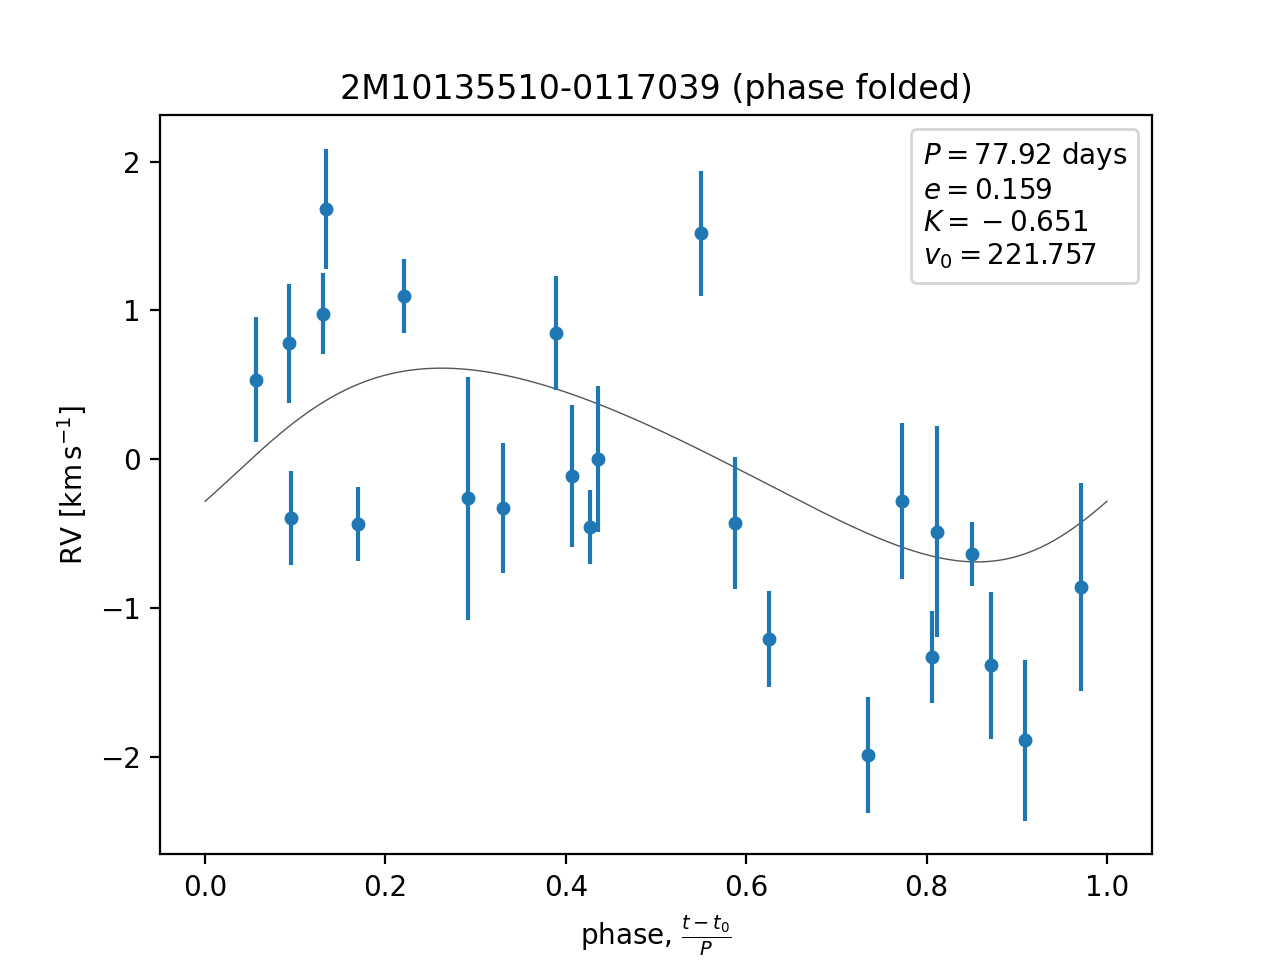 2M10135510-0117039 (phase folded)
P = 77.92 days
e = 0.159
K = −0.651
v₀ = 221.757
2
1
0
−1
−2
RV [km s⁻¹]
0.0 0.2 0.4 0.6 0.8 1.0
phase, (t − t₀)/P